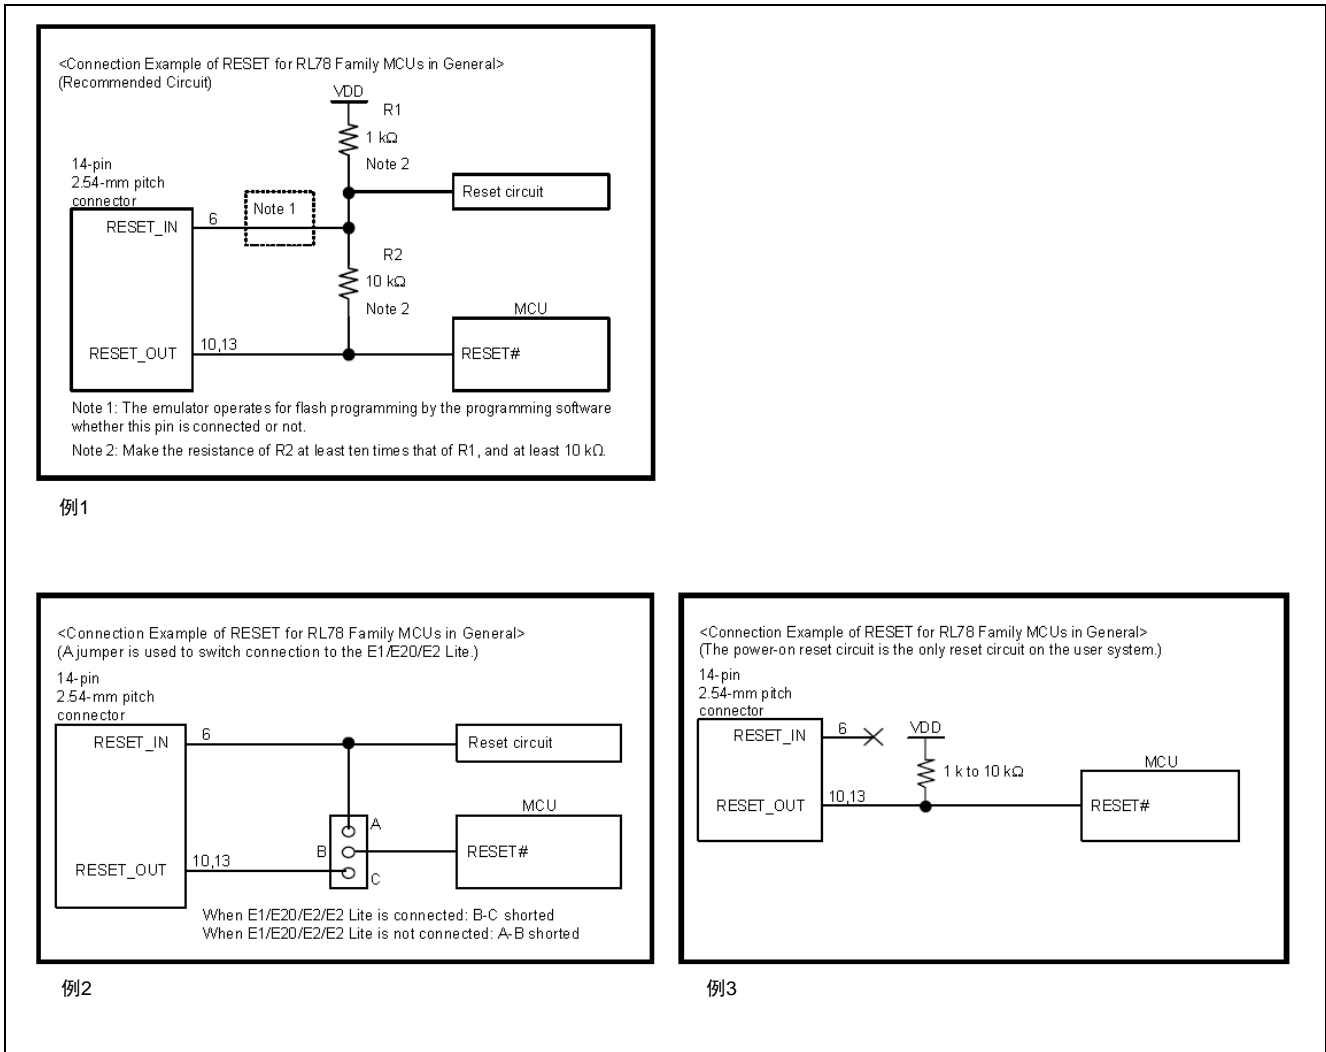 <Connection Example of RESET for RL78 Family MCUs in General>
(Recommended Circuit)
VDD
R1
1 kΩ
Note 2
14-pin
2.54-mm pitch
connector
Reset circuit
Note 1
6
RESET_IN
R2
10 kΩ
Note 2
MCU
10,13
RESET_OUT
RESET#
Note 1: The emulator operates for flash programming by the programming software
whether this pin is connected or not.
Note 2: Make the resistance of R2 at least ten times that of R1, and at least 10 kΩ.
例1
<Connection Example of RESET for RL78 Family MCUs in General>
(A jumper is used to switch connection to the E1/E20/E2 Lite.)
14-pin
2.54-mm pitch
connector
6
RESET_IN
Reset circuit
MCU
A
B
RESET#
10,13
RESET_OUT
C
When E1/E20/E2/E2 Lite is connected: B-C shorted
When E1/E20/E2/E2 Lite is not connected: A-B shorted
例2
<Connection Example of RESET for RL78 Family MCUs in General>
(The power-on reset circuit is the only reset circuit on the user system.)
14-pin
2.54-mm pitch
connector
6
VDD
RESET_IN
MCU
1 k to 10 kΩ
10,13
RESET_OUT
RESET#
例3